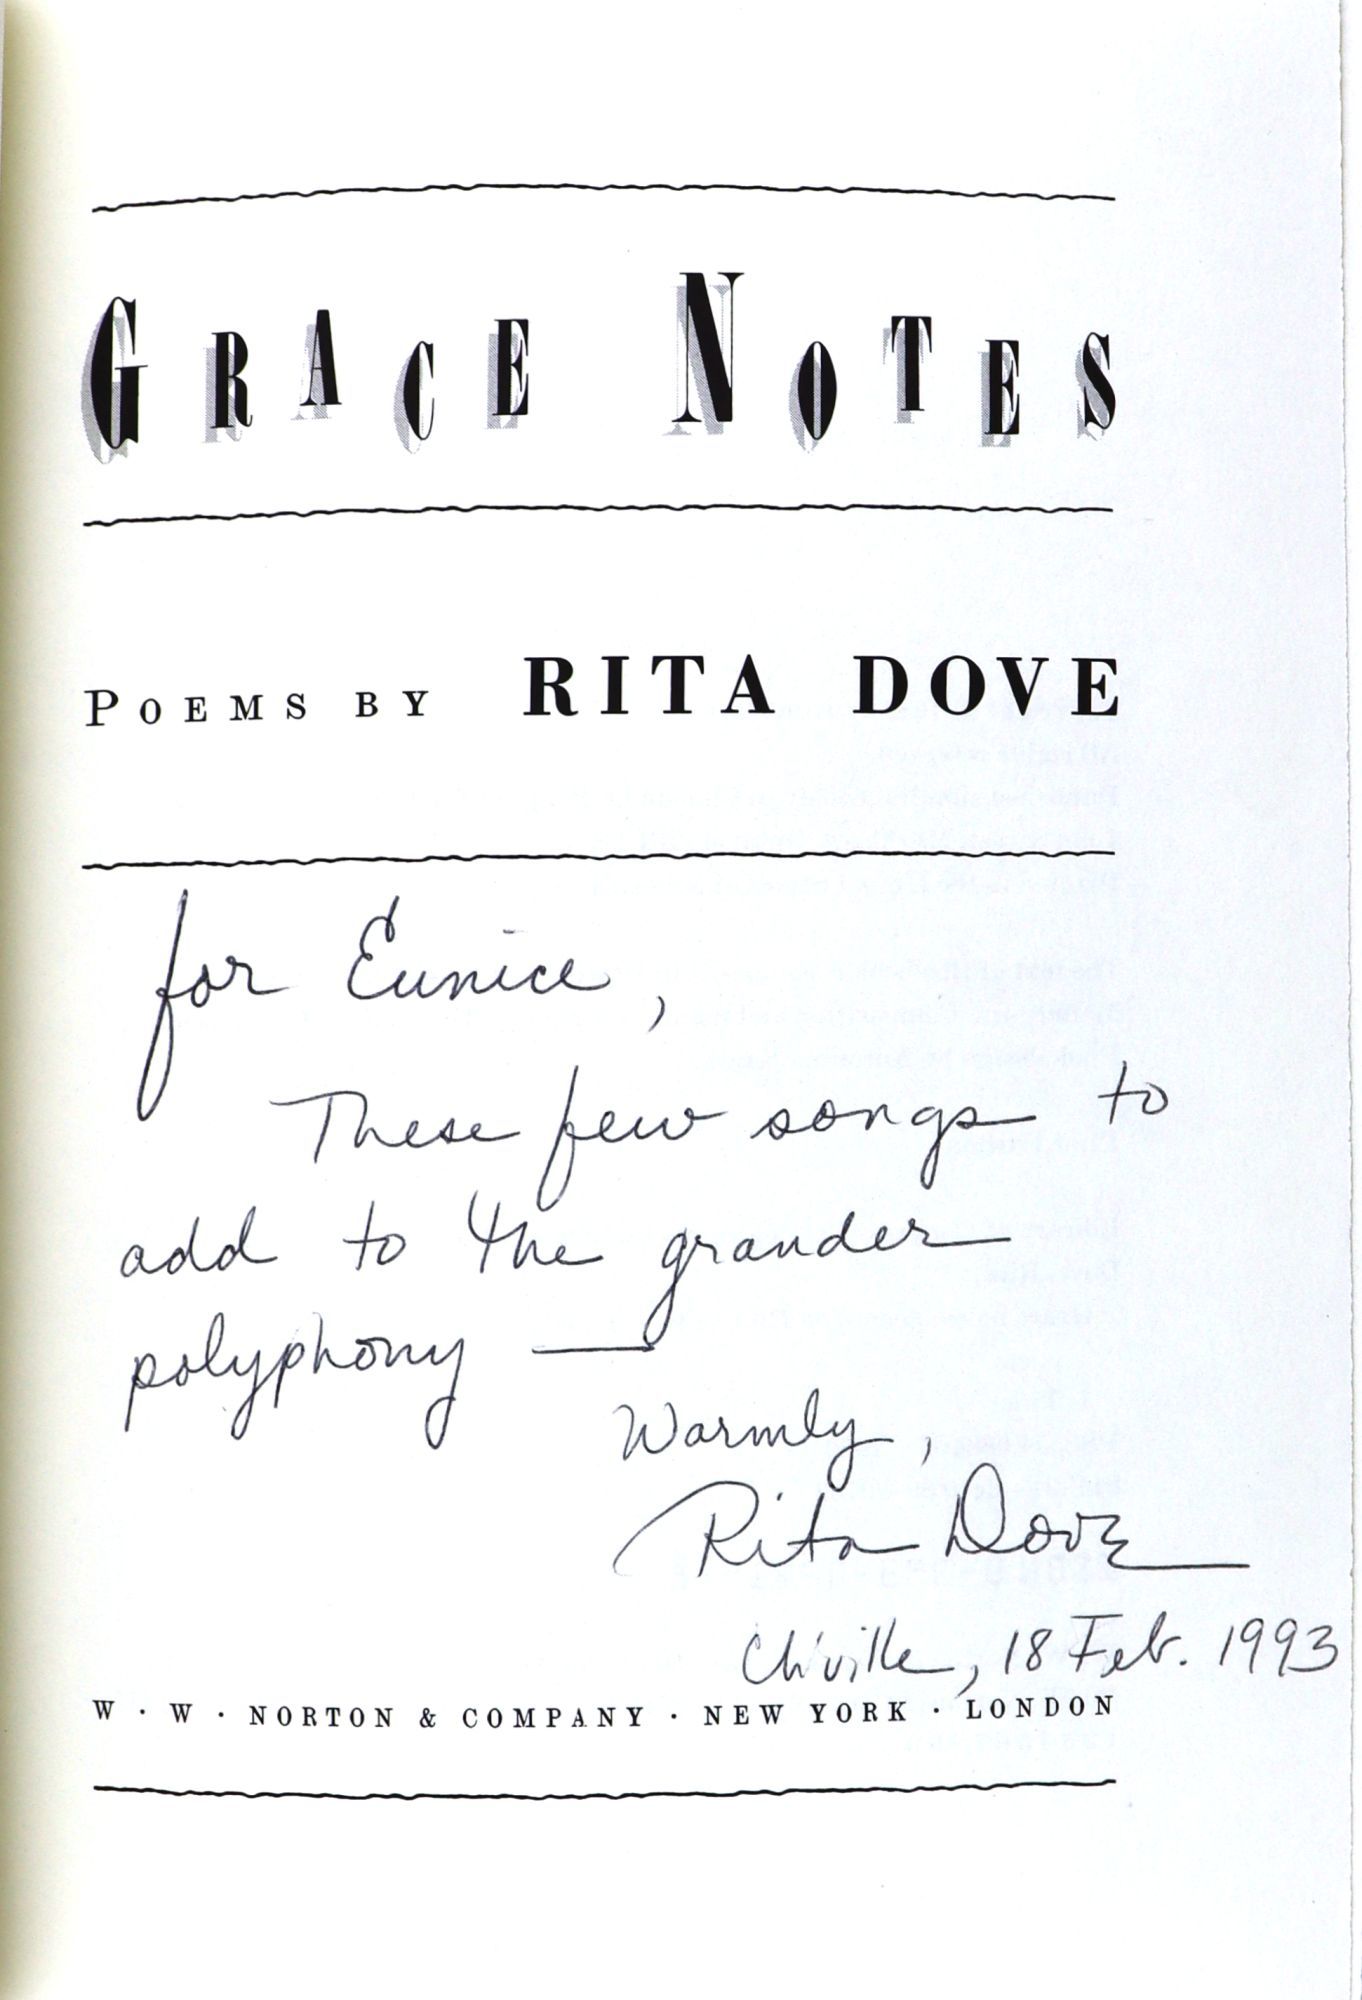 GRACE NOTES
POEMS BY RITA DOVE
for Eunice,
These few songs to
add to the grander
polyphony —
Warmly,
Rita Dove
Ch'ville, 18 Feb. 1993
W · W · NORTON & COMPANY · NEW YORK · LONDON